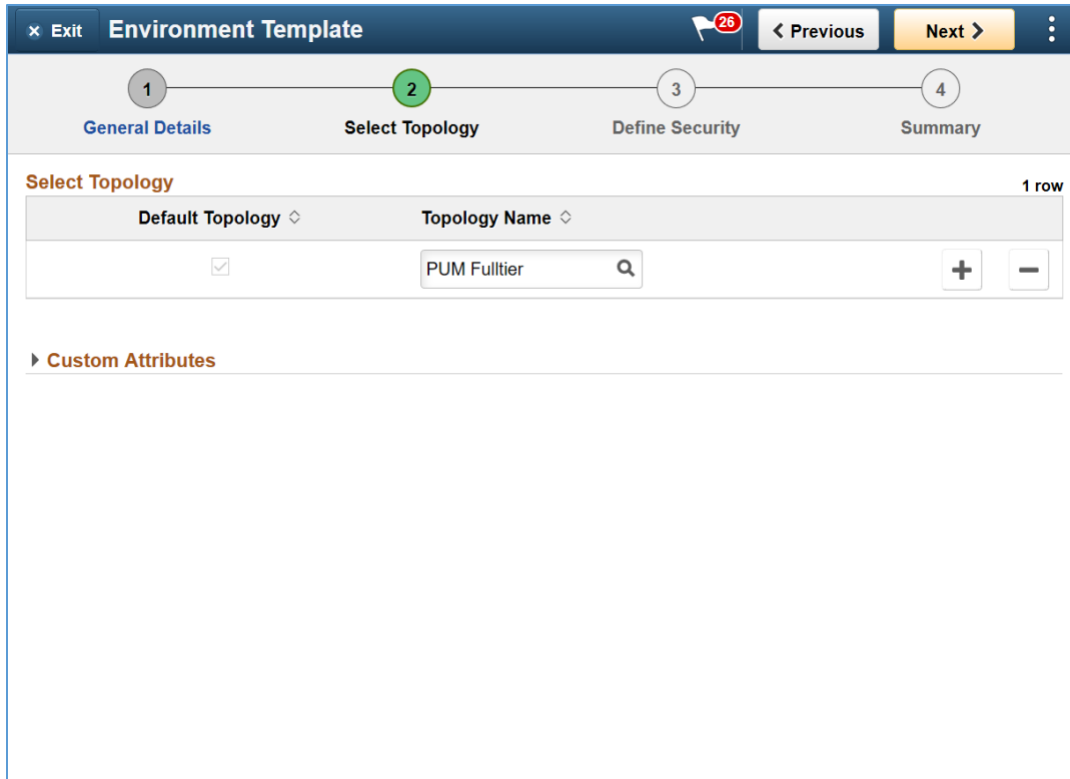 × Exit Environment Template 26 Previous Next
1 2 3 4
General Details Select Topology Define Security Summary
Select Topology 1 row
Default Topology Topology Name
PUM Fulltier
Custom Attributes